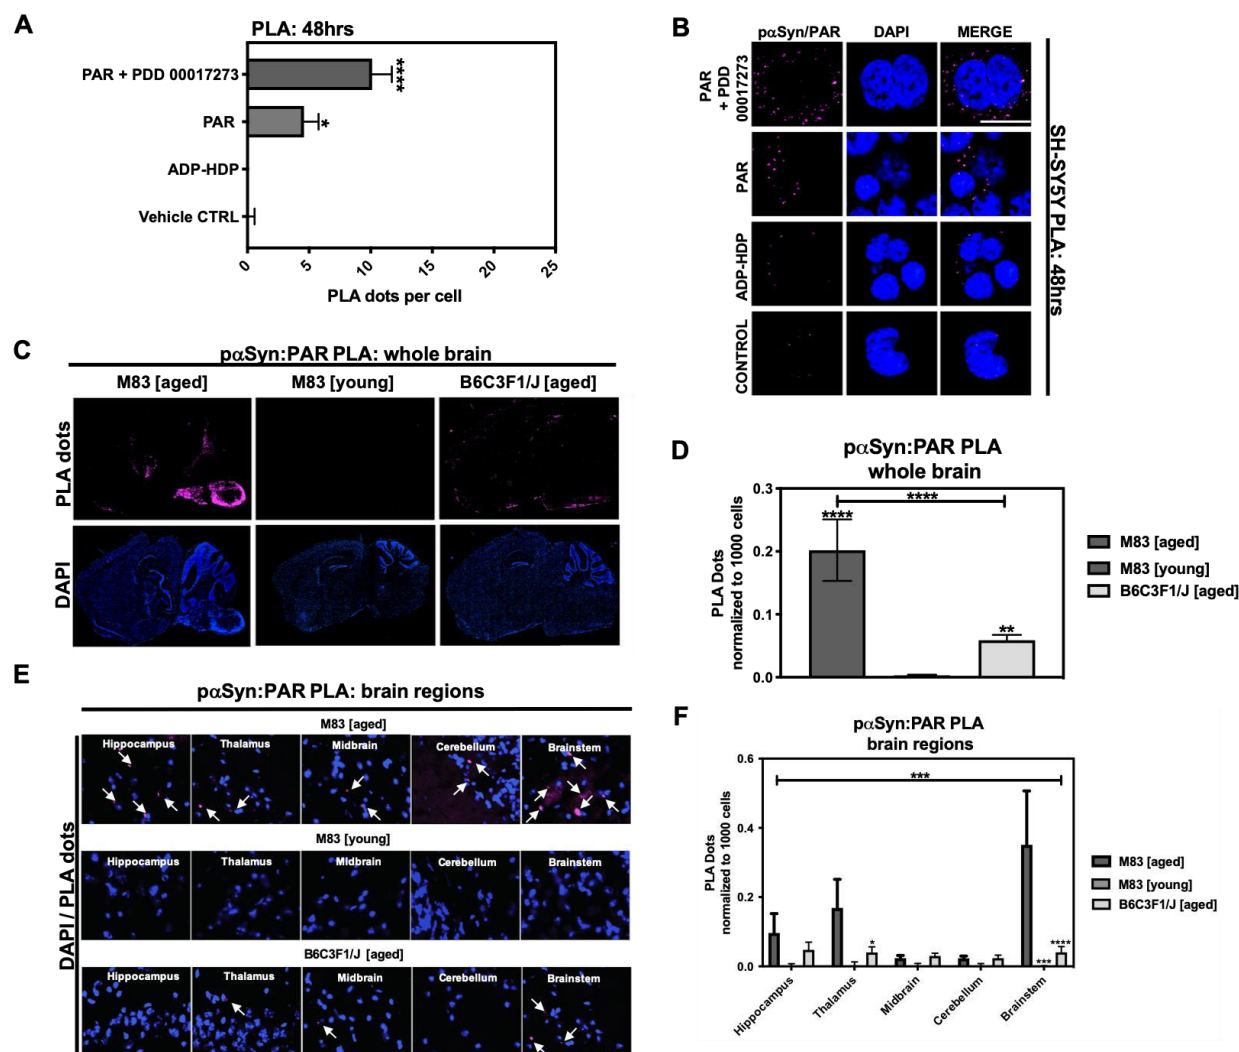 A
PLA: 48hrs
PAR + PDD 00017273
****
PAR
*
ADP-HDP
Vehicle CTRL
0 5 10 15 20 25
PLA dots per cell
B
pαSyn/PAR DAPI MERGE
PAR
+ PDD
00017273
PAR
ADP-HDP
CONTROL
SH-SY5Y PLA: 48hrs
C
pαSyn:PAR PLA: whole brain
M83 [aged] M83 [young] B6C3F1/J [aged]
PLA dots
DAPI
D
pαSyn:PAR PLA
whole brain
PLA Dots
normalized to 1000 cells
0.3
0.2
0.1
0.0
****
****
**
M83 [aged]
M83 [young]
B6C3F1/J [aged]
E
pαSyn:PAR PLA: brain regions
DAPI / PLA dots
M83 [aged]
Hippocampus Thalamus Midbrain Cerebellum Brainstem
M83 [young]
Hippocampus Thalamus Midbrain Cerebellum Brainstem
B6C3F1/J [aged]
Hippocampus Thalamus Midbrain Cerebellum Brainstem
F
pαSyn:PAR PLA
brain regions
PLA Dots
normalized to 1000 cells
0.6
0.4
0.2
0.0
***
*
***
****
Hippocampus Thalamus Midbrain Cerebellum Brainstem
M83 [aged]
M83 [young]
B6C3F1/J [aged]